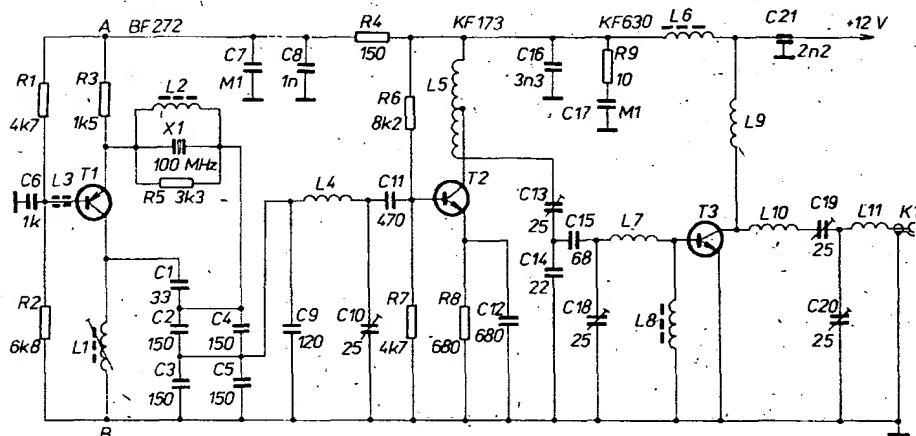 A BF272 R4 KF173 KF630 L6 C21 +12 V
150
2n2
R1 R3 L2 C7 C8 R6 L5 C16 R9
4k7 1k5 M1 1n 8k2 3n3 10
C17 M1
L9
X1
100 MHz
R5 3k3
C6 L3 T1
1k
L4 C11 T2
470
C13
25
C15
68
L7 T3 L10 C19 L11 K1
25
C1
33
C14
22
R2
6k8
L1
C2 C4
150 150
C3 C5
150 150
C9
120
C10
25
R7
4k7
R8
680
C12
680
C18
25
L8
C20
25
B